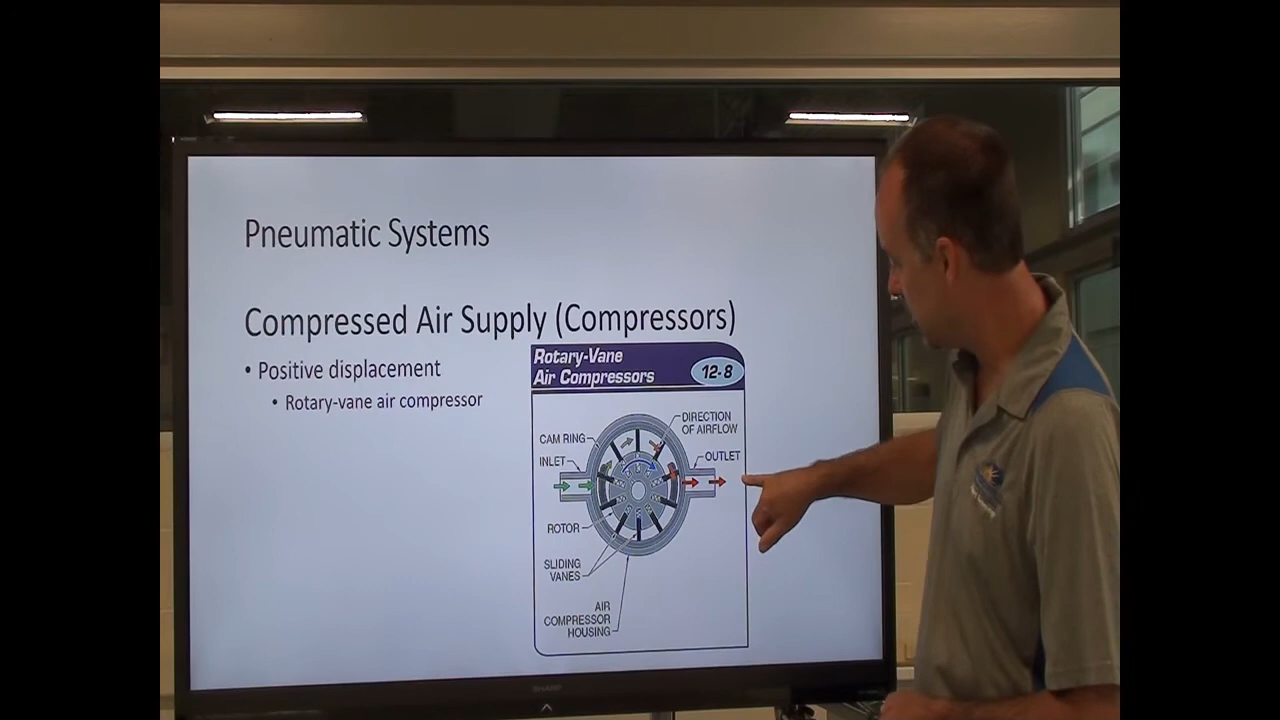 Pneumatic Systems
Compressed Air Supply (Compressors)
• Positive displacement
• Rotary-vane air compressor
Rotary-Vane
Air Compressors
12-8
DIRECTION
OF AIRFLOW
CAM RING
INLET
OUTLET
ROTOR
SLIDING
VANES
AIR
COMPRESSOR
HOUSING
SHARP